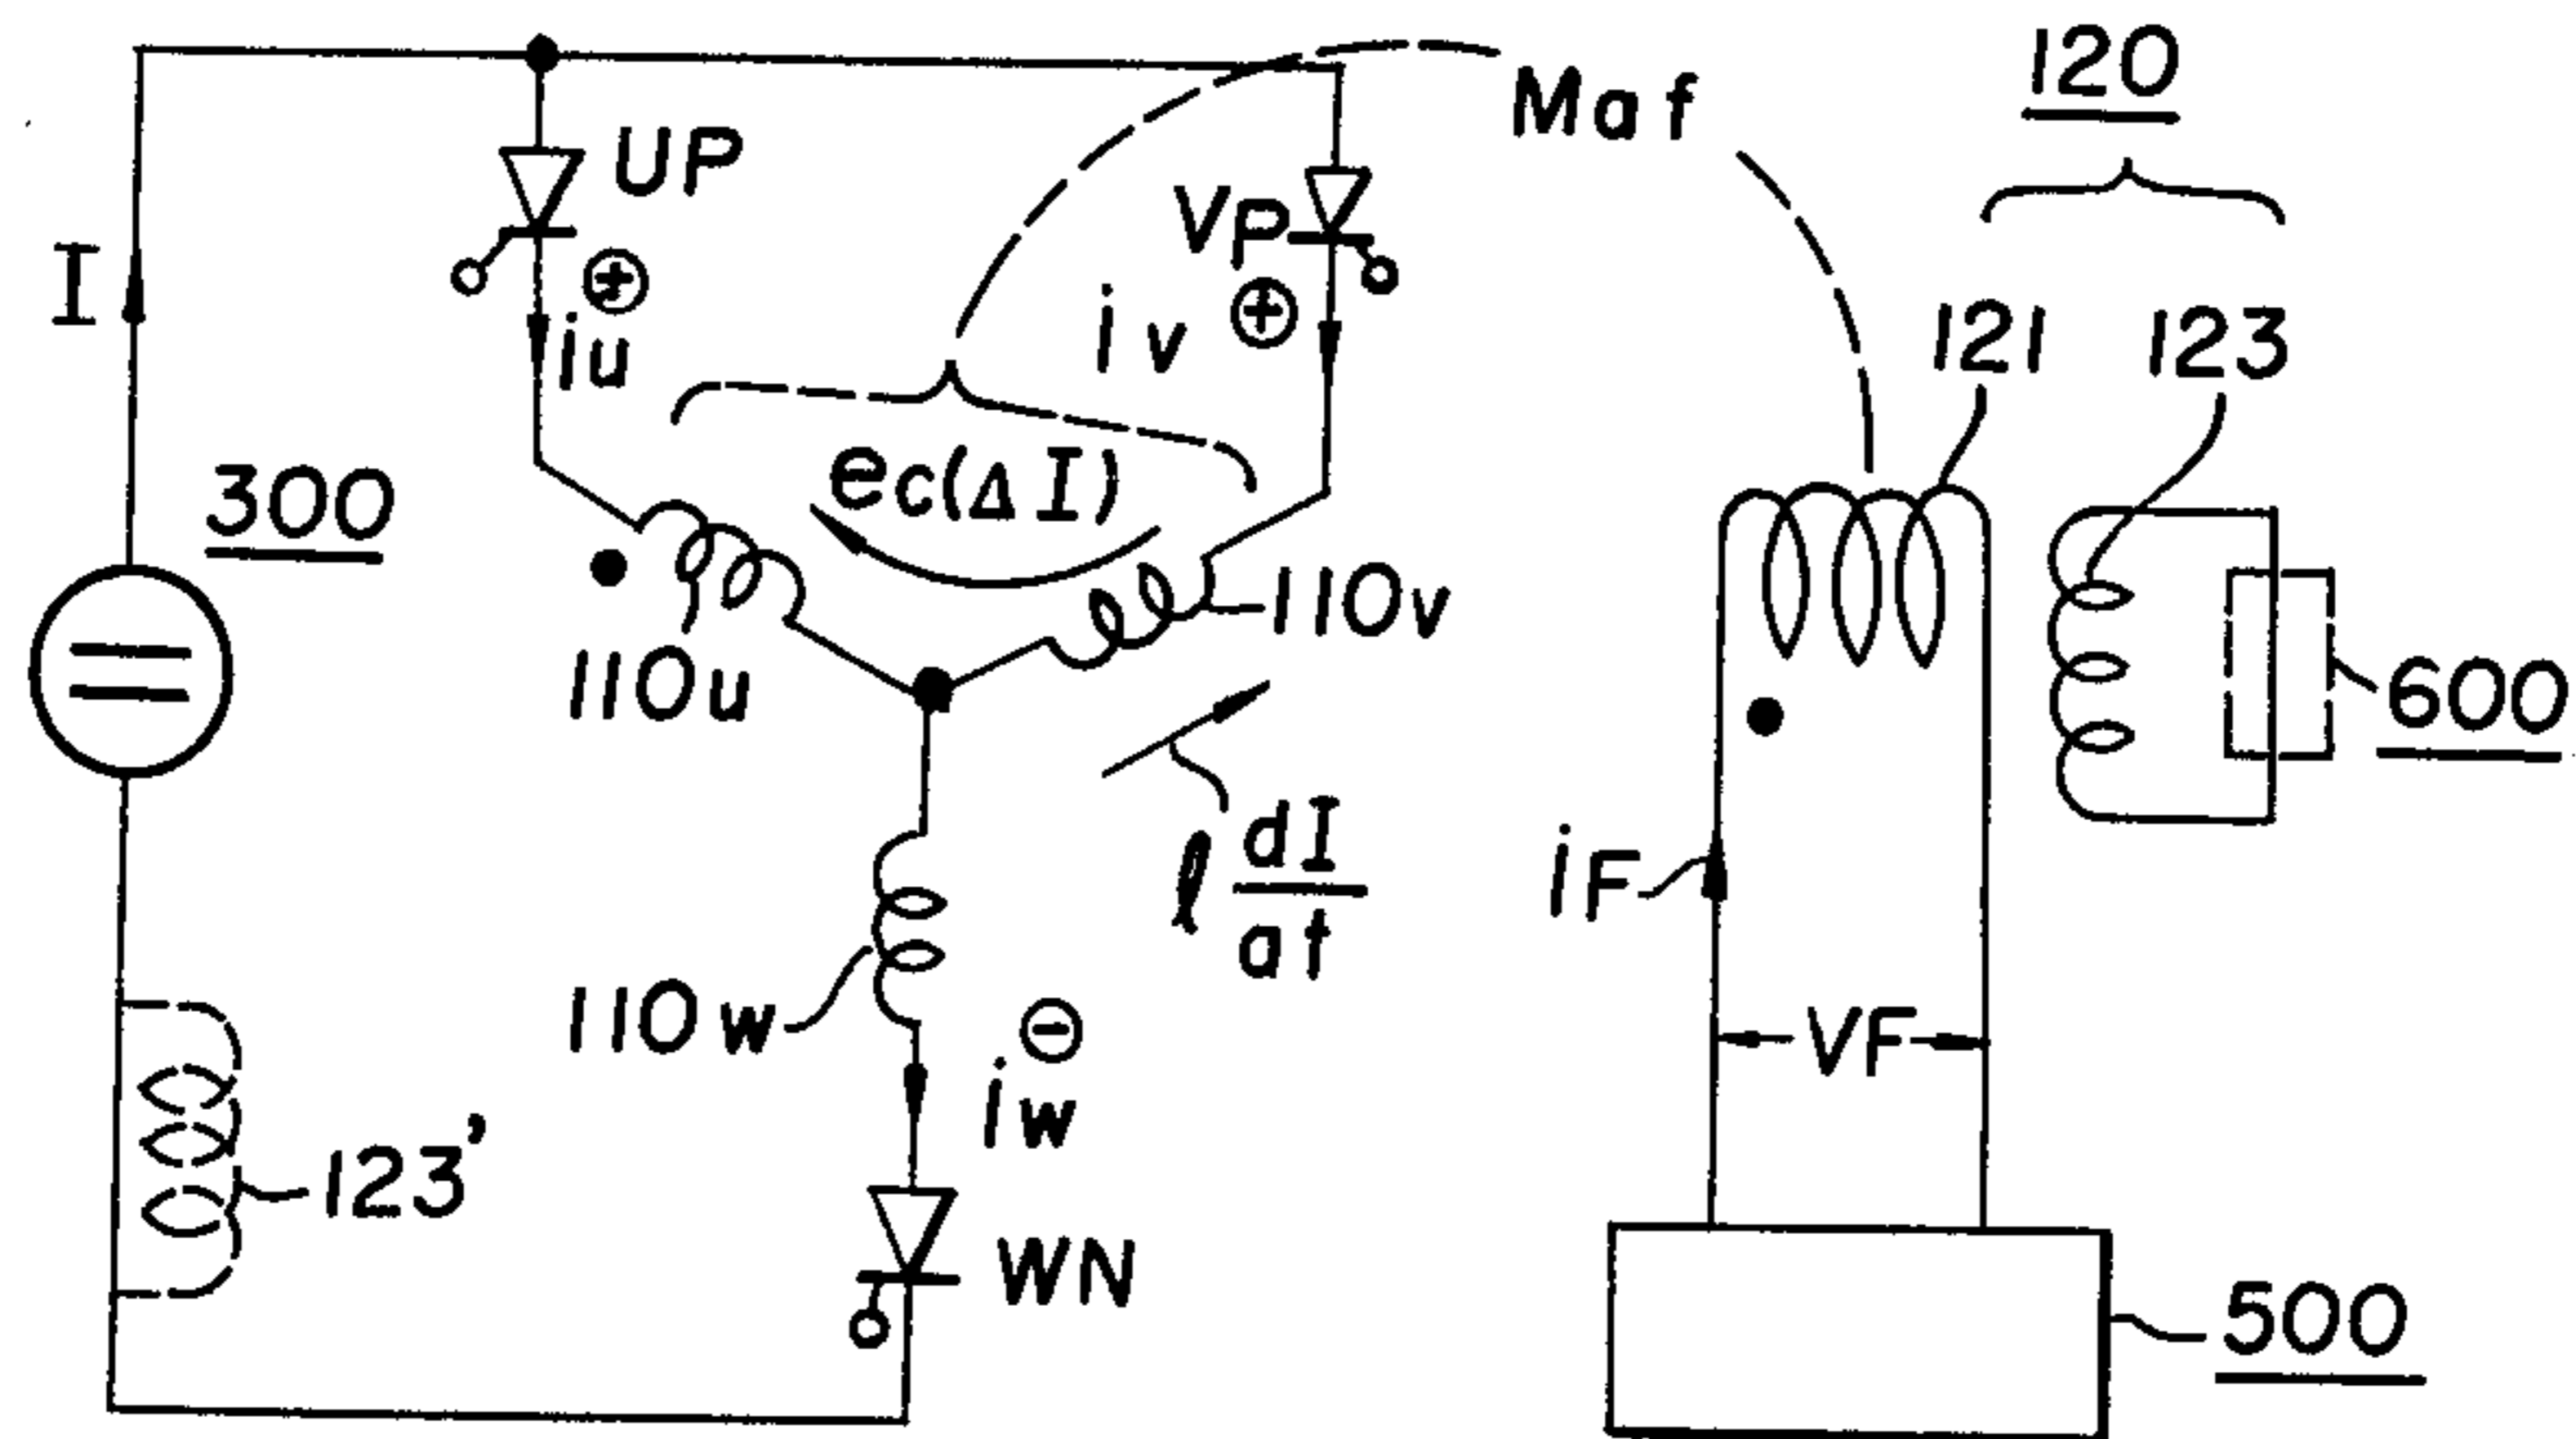 Maf
120
UP
VP
I
iu
⊕
iv
⊕
121
123
300
ec(ΔI)
110v
110u
600
l dI
at
iF
110w
⊖
iw
VF
123'
WN
500